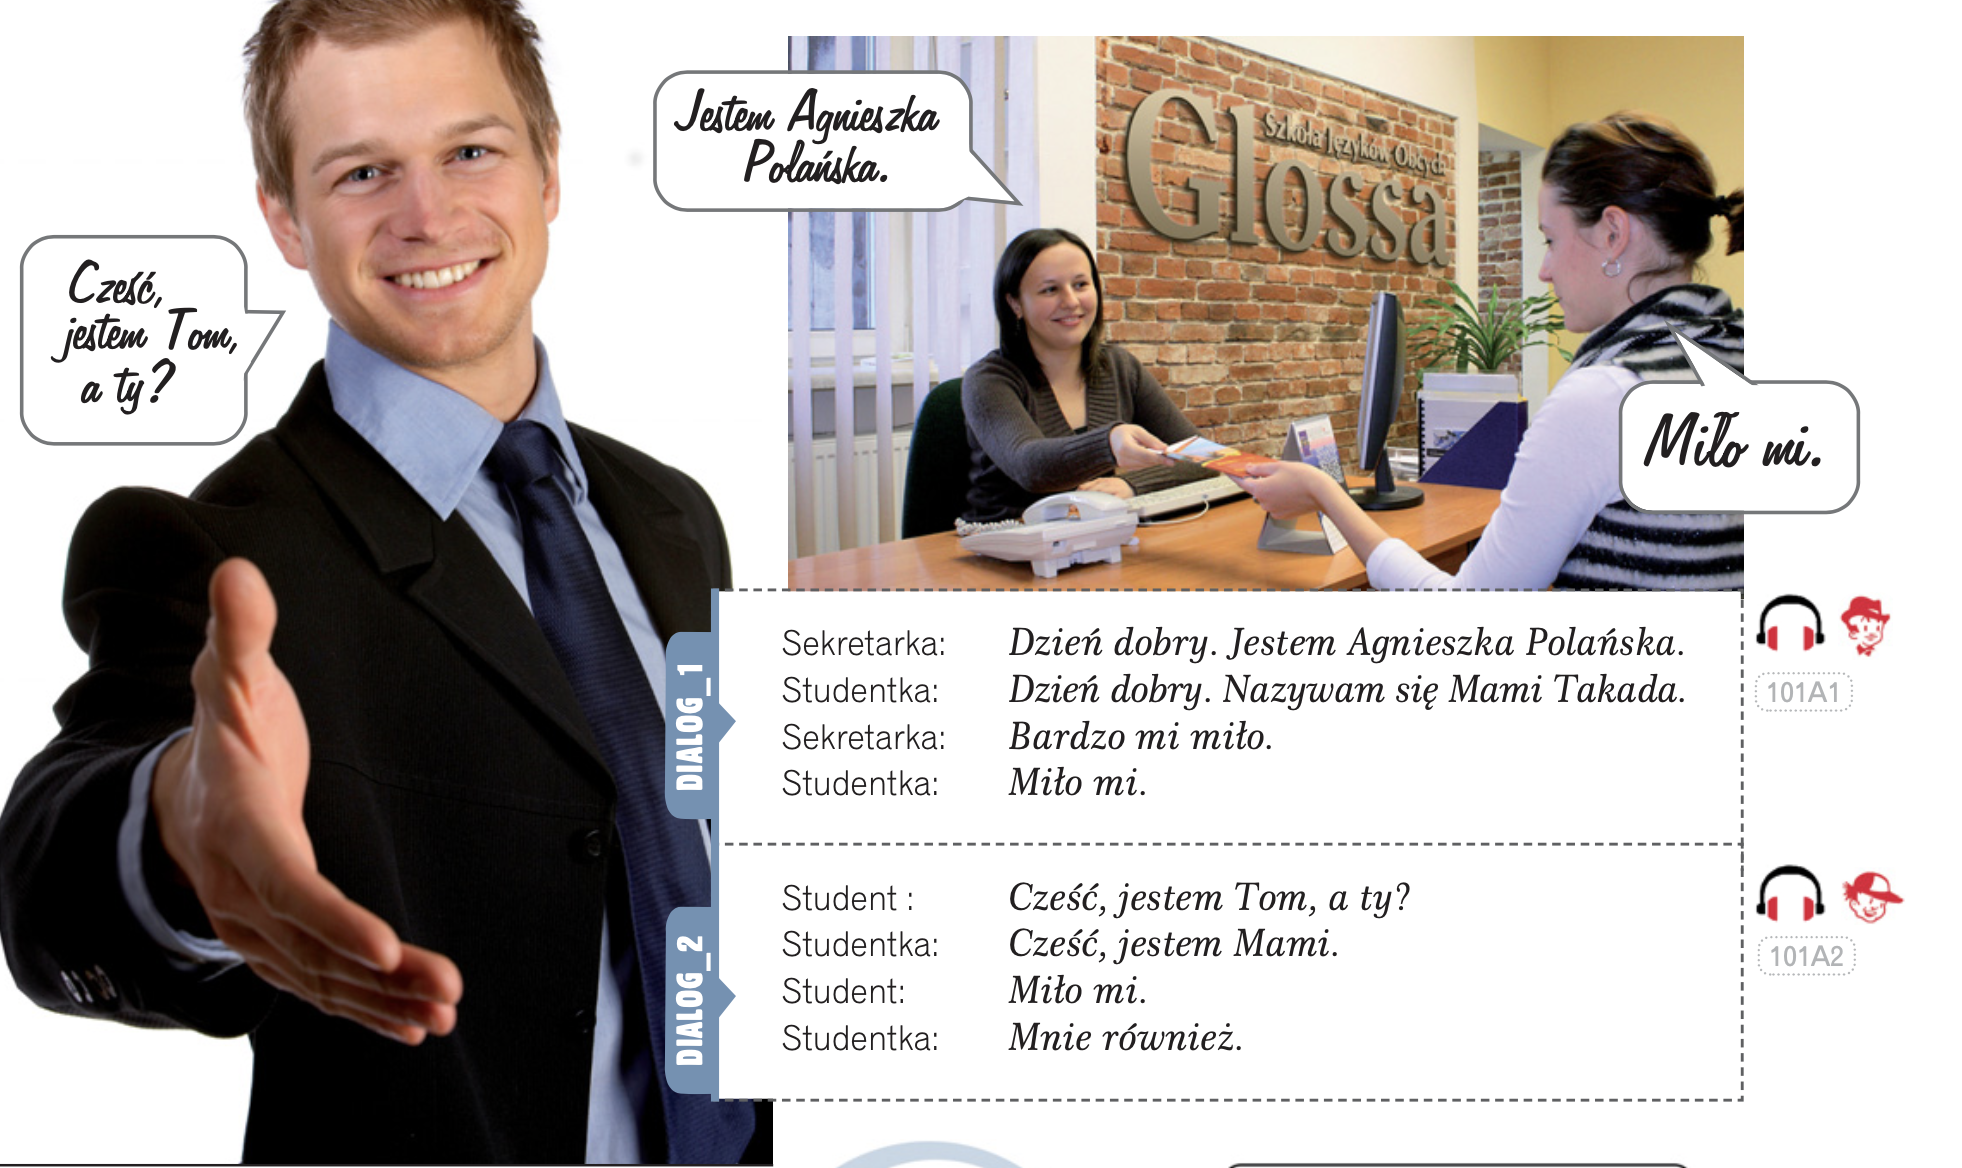 Cześć,
jestem Tom,
a ty?
Jestem Agnieszka
Polańska.
Szkoła Języków Obcych
Glossa
Miło mi.
DIALOG_1
Sekretarka: Dzień dobry. Jestem Agnieszka Polańska.
Studentka: Dzień dobry. Nazywam się Mami Takada.
Sekretarka: Bardzo mi miło.
Studentka: Miło mi.
101A1
DIALOG_2
Student : Cześć, jestem Tom, a ty?
Studentka: Cześć, jestem Mami.
Student: Miło mi.
Studentka: Mnie również.
101A2